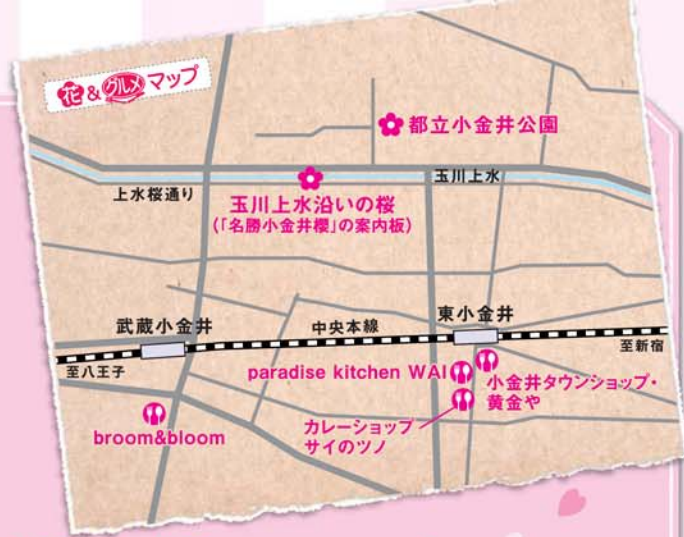 花&グルメマップ
都立小金井公園
上水桜通り
玉川上水
玉川上水沿いの桜
(「名勝小金井櫻」の案内板)
武蔵小金井
中央本線
東小金井
至八王子
至新宿
paradise kitchen WAI
小金井タウンショップ・
黄金や
カレーショップ
サイのツノ
broom&bloom